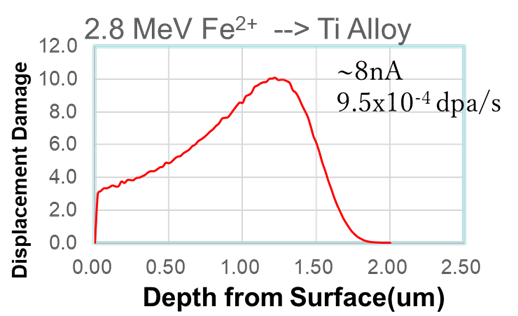 2.8 MeV Fe²⁺ --> Ti Alloy
12.0
10.0
8.0
6.0
4.0
2.0
0.0
Displacement Damage
~8nA
9.5x10⁻⁴ dpa/s
0.00 0.50 1.00 1.50 2.00 2.50
Depth from Surface(um)